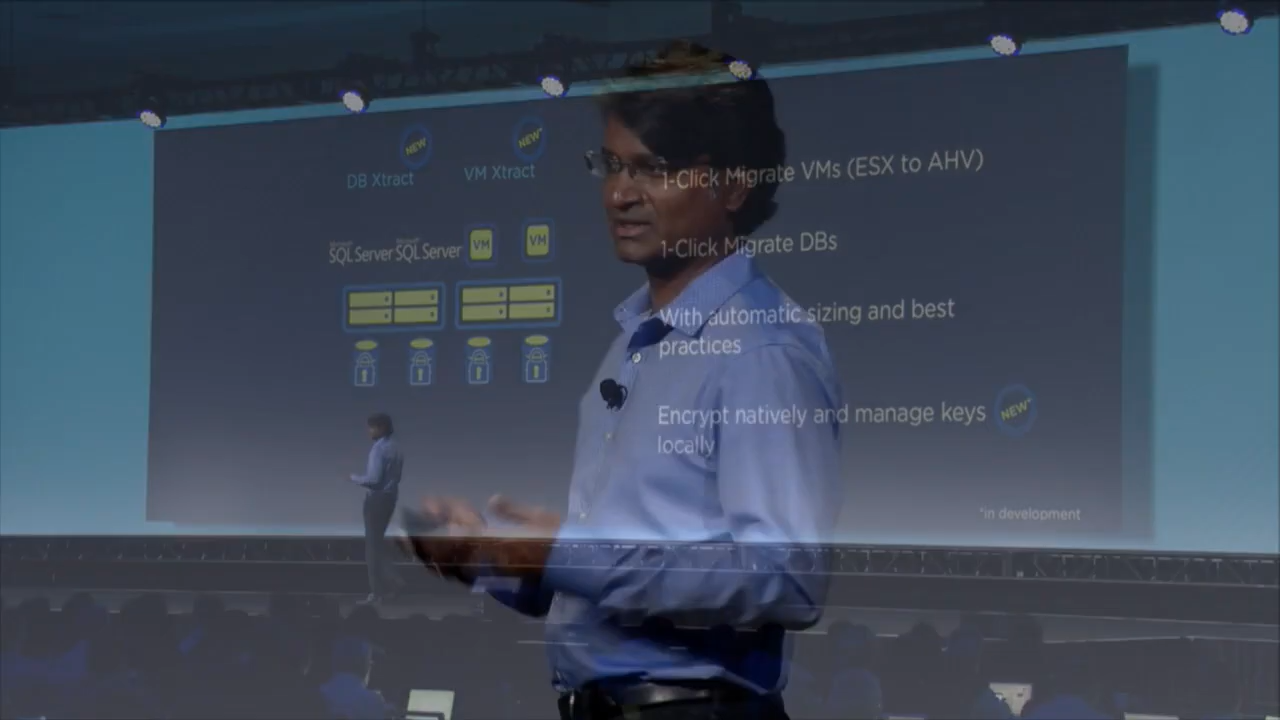 NEW NEW*
DB Xtract VM Xtract
Microsoft Microsoft
SQL Server SQL Server VM VM
1-Click Migrate VMs (ESX to AHV)
1-Click Migrate DBs
With automatic sizing and best
practices
Encrypt natively and manage keys NEW*
locally
*in development